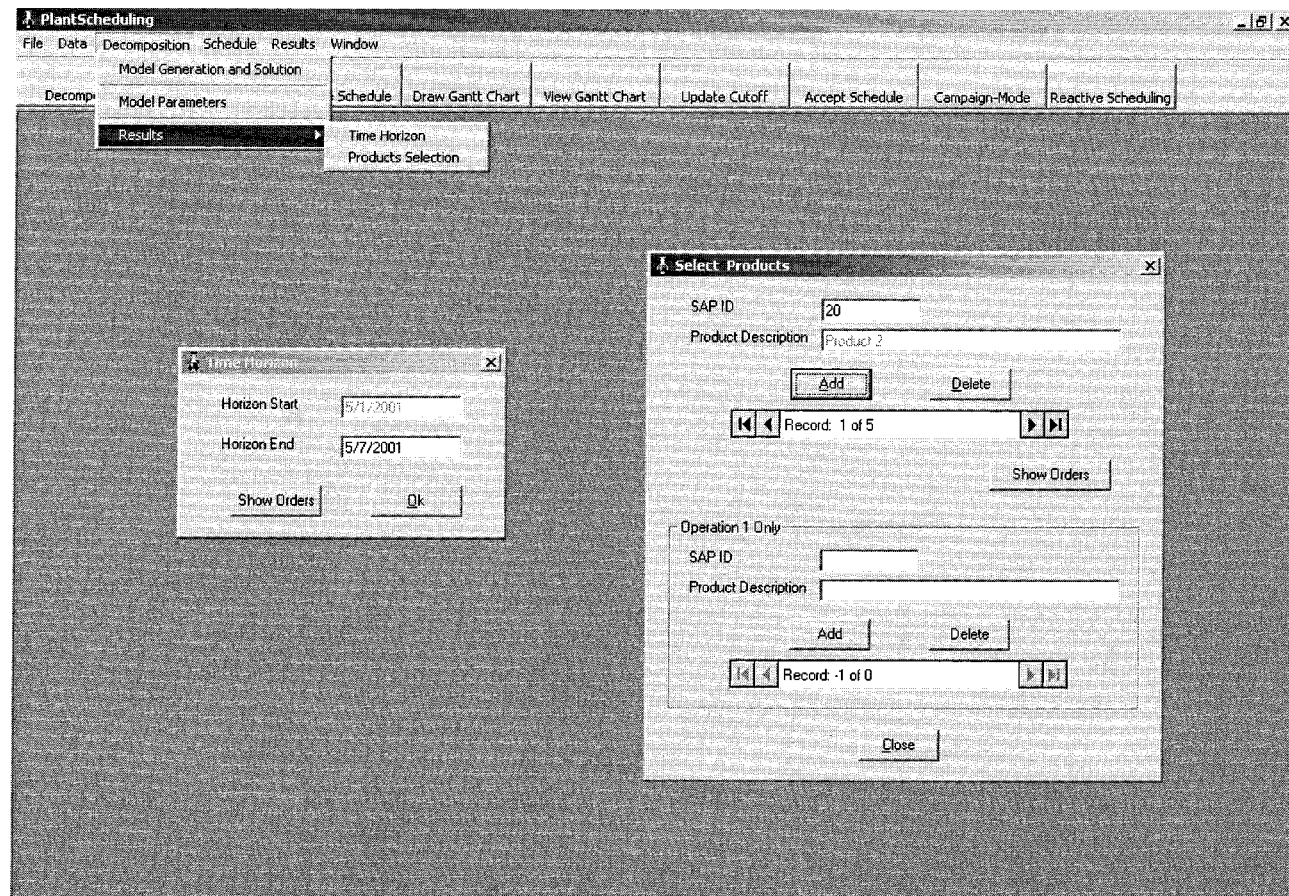 PlantScheduling
File Data Decomposition Schedule Results Window
Model Generation and Solution
Decomp Model Parameters Schedule Draw Gantt Chart View Gantt Chart Update Cutoff Accept Schedule Campaign-Mode Reactive Scheduling
Results Time Horizon
Products Selection
Select Products
SAP ID 20
Product Description Product 2
Add Delete
Record: 1 of 5
Show Orders
Operation 1 Only
SAP ID
Product Description
Add Delete
Record: -1 of 0
Close
Time Horizon
Horizon Start 5/1/2001
Horizon End 5/7/2001
Show Orders Ok